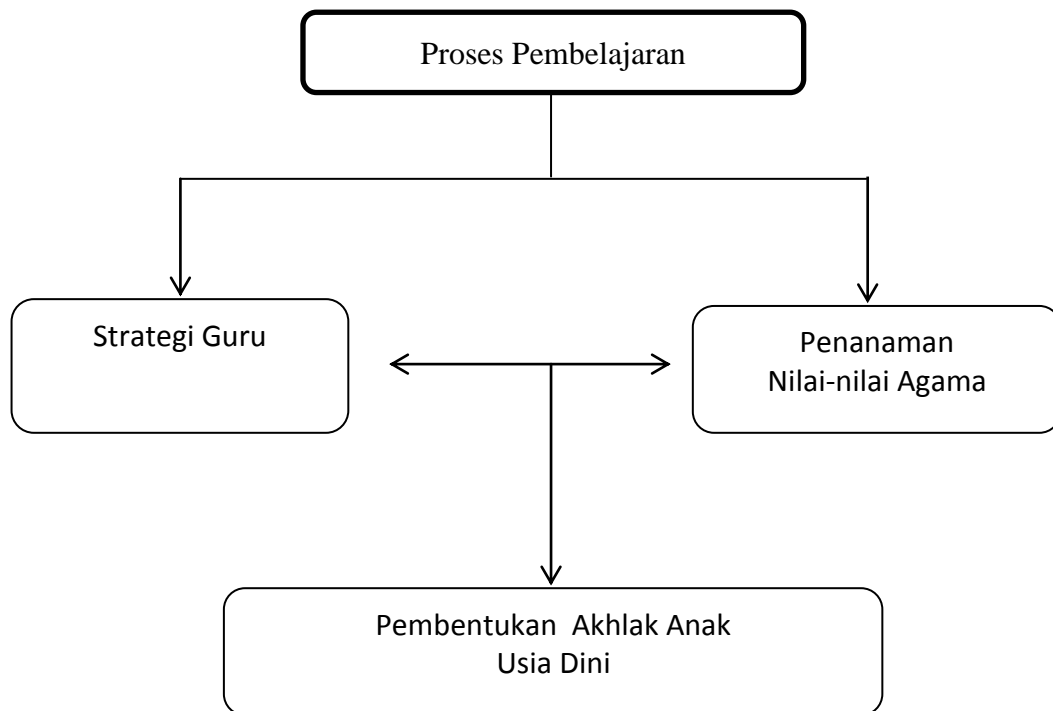 Proses Pembelajaran
Strategi Guru
Penanaman
Nilai-nilai Agama
Pembentukan Akhlak Anak
Usia Dini